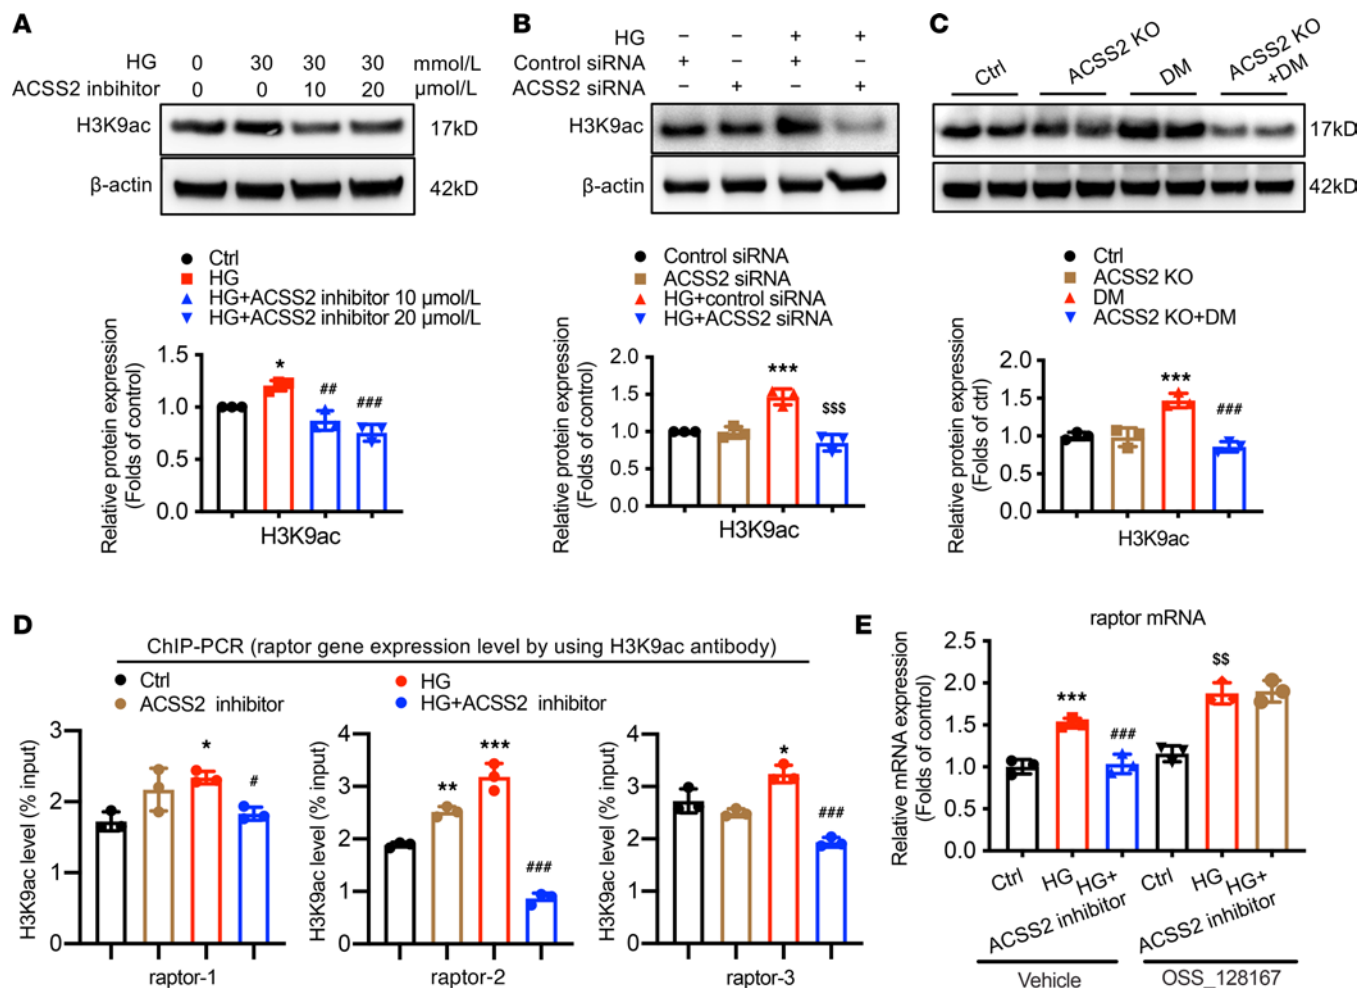 A
HG 0 30 30 30 mmol/L
ACSS2 inbihitor 0 0 10 20 μmol/L
H3K9ac 17kD
β-actin 42kD
Ctrl
HG
HG+ACSS2 inhibitor 10 μmol/L
HG+ACSS2 inhibitor 20 μmol/L
Relative protein expression
(Folds of control)
1.5
1.0
0.5
0.0
* ## ###
H3K9ac
B
HG − − + +
Control siRNA + − + −
ACSS2 siRNA − + − +
H3K9ac
β-actin
Control siRNA
ACSS2 siRNA
HG+control siRNA
HG+ACSS2 siRNA
Relative protein expression
(Folds of control)
2.0
1.5
1.0
0.5
0.0
*** $$$
H3K9ac
C
Ctrl
ACSS2 KO
DM
ACSS2 KO
+DM
17kD
42kD
Ctrl
ACSS2 KO
DM
ACSS2 KO+DM
Relative protein expression
(Folds of ctrl)
2.0
1.5
1.0
0.5
0.0
*** ###
H3K9ac
D
ChIP-PCR (raptor gene expression level by using H3K9ac antibody)
Ctrl
ACSS2 inhibitor
HG
HG+ACSS2 inhibitor
H3K9ac level (% input)
3
2
1
0
* #
raptor-1
H3K9ac level (% input)
4
3
2
1
0
** *** ###
raptor-2
H3K9ac level (% input)
4
3
2
1
0
* ###
raptor-3
E
raptor mRNA
Relative mRNA expression
(Folds of control)
2.5
2.0
1.5
1.0
0.5
0.0
*** ### $$
Ctrl
HG
HG+
ACSS2 inhibitor
Ctrl
HG
HG+
ACSS2 inhibitor
Vehicle
OSS_128167